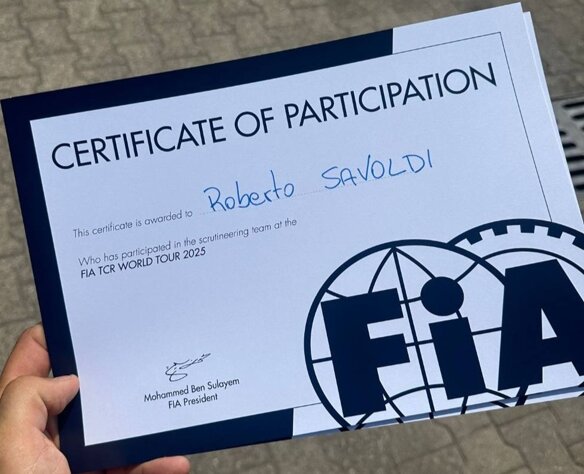 CERTIFICATE OF PARTICIPATION
This certificate is awarded to Roberto SAVOLDI
Who has participated in the scrutineering team at the
FIA TCR WORLD TOUR 2025
Mohammed Ben Sulayem
FIA President
FiA